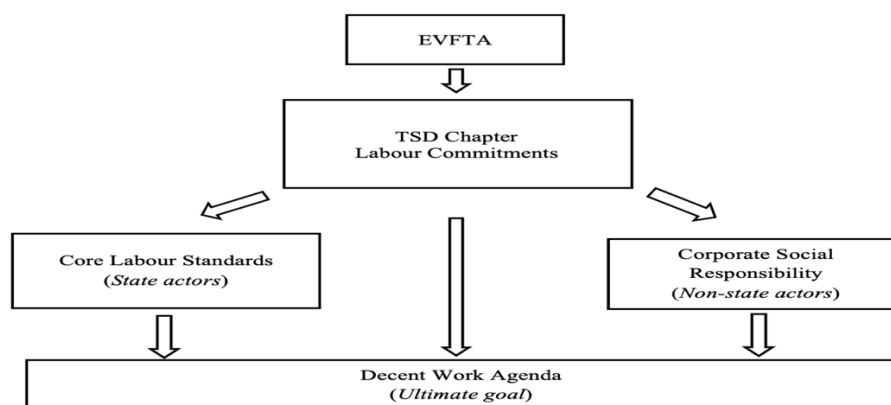 EVFTA
TSD Chapter
Labour Commitments
Core Labour Standards
(State actors)
Corporate Social
Responsibility
(Non-state actors)
Decent Work Agenda
(Ultimate goal)